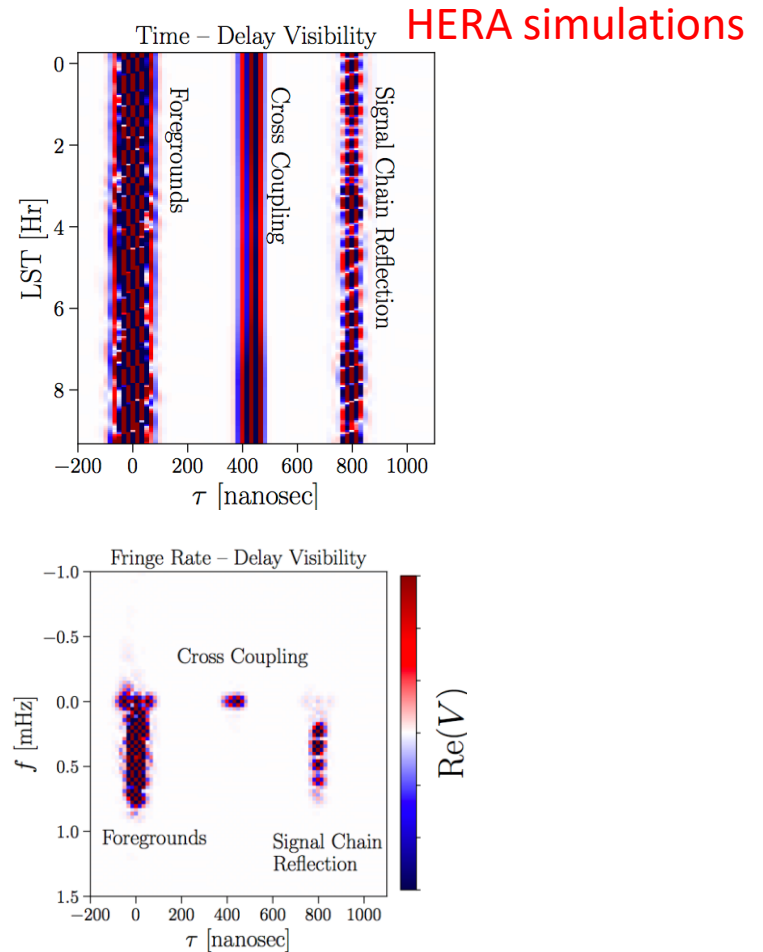 HERA simulations
Time – Delay Visibility
0
2
4
6
8
LST [Hr]
Foregrounds
Cross Coupling
Signal Chain Reflection
−200 0 200 400 600 800 1000
τ [nanosec]
Fringe Rate – Delay Visibility
−1.0
−0.5
0.0
0.5
1.0
1.5
f [mHz]
Cross Coupling
Foregrounds
Signal Chain
Reflection
−200 0 200 400 600 800 1000
τ [nanosec]
Re(V)